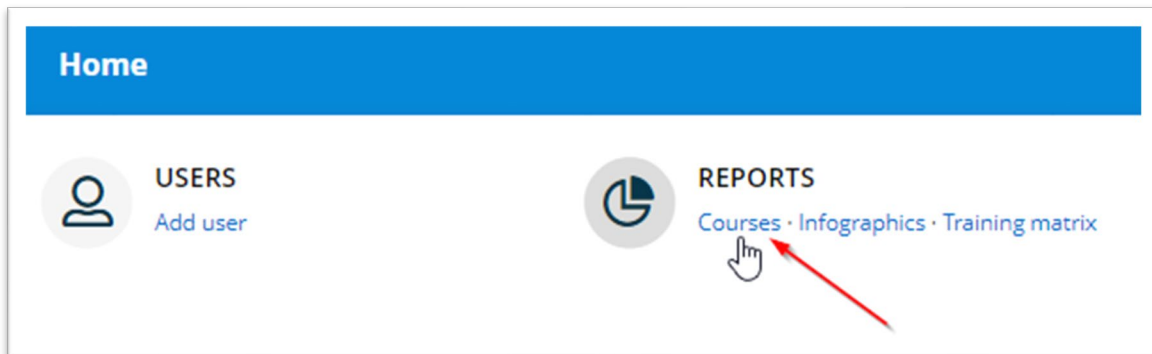 Home
USERS
Add user
REPORTS
Courses · Infographics · Training matrix